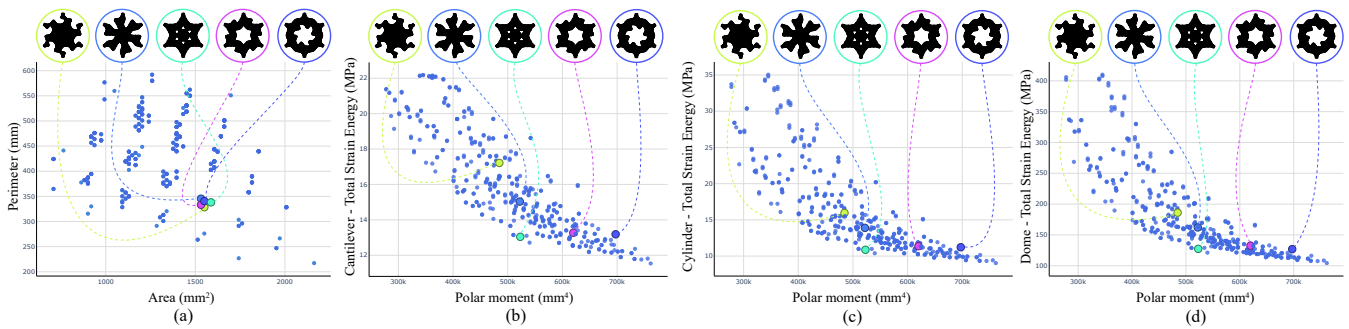 600
550
500
450
400
350
300
250
200
Perimeter (mm)
1000
1500
2000
Area (mm²)
(a)
22
20
18
16
14
12
Cantilever - Total Strain Energy (MPa)
300k
400k
500k
600k
700k
Polar moment (mm⁴)
(b)
35
30
25
20
15
10
Cylinder - Total Strain Energy (MPa)
300k
400k
500k
600k
700k
Polar moment (mm⁴)
(c)
400
350
300
250
200
150
100
Dome - Total Strain Energy (MPa)
300k
400k
500k
600k
700k
Polar moment (mm⁴)
(d)